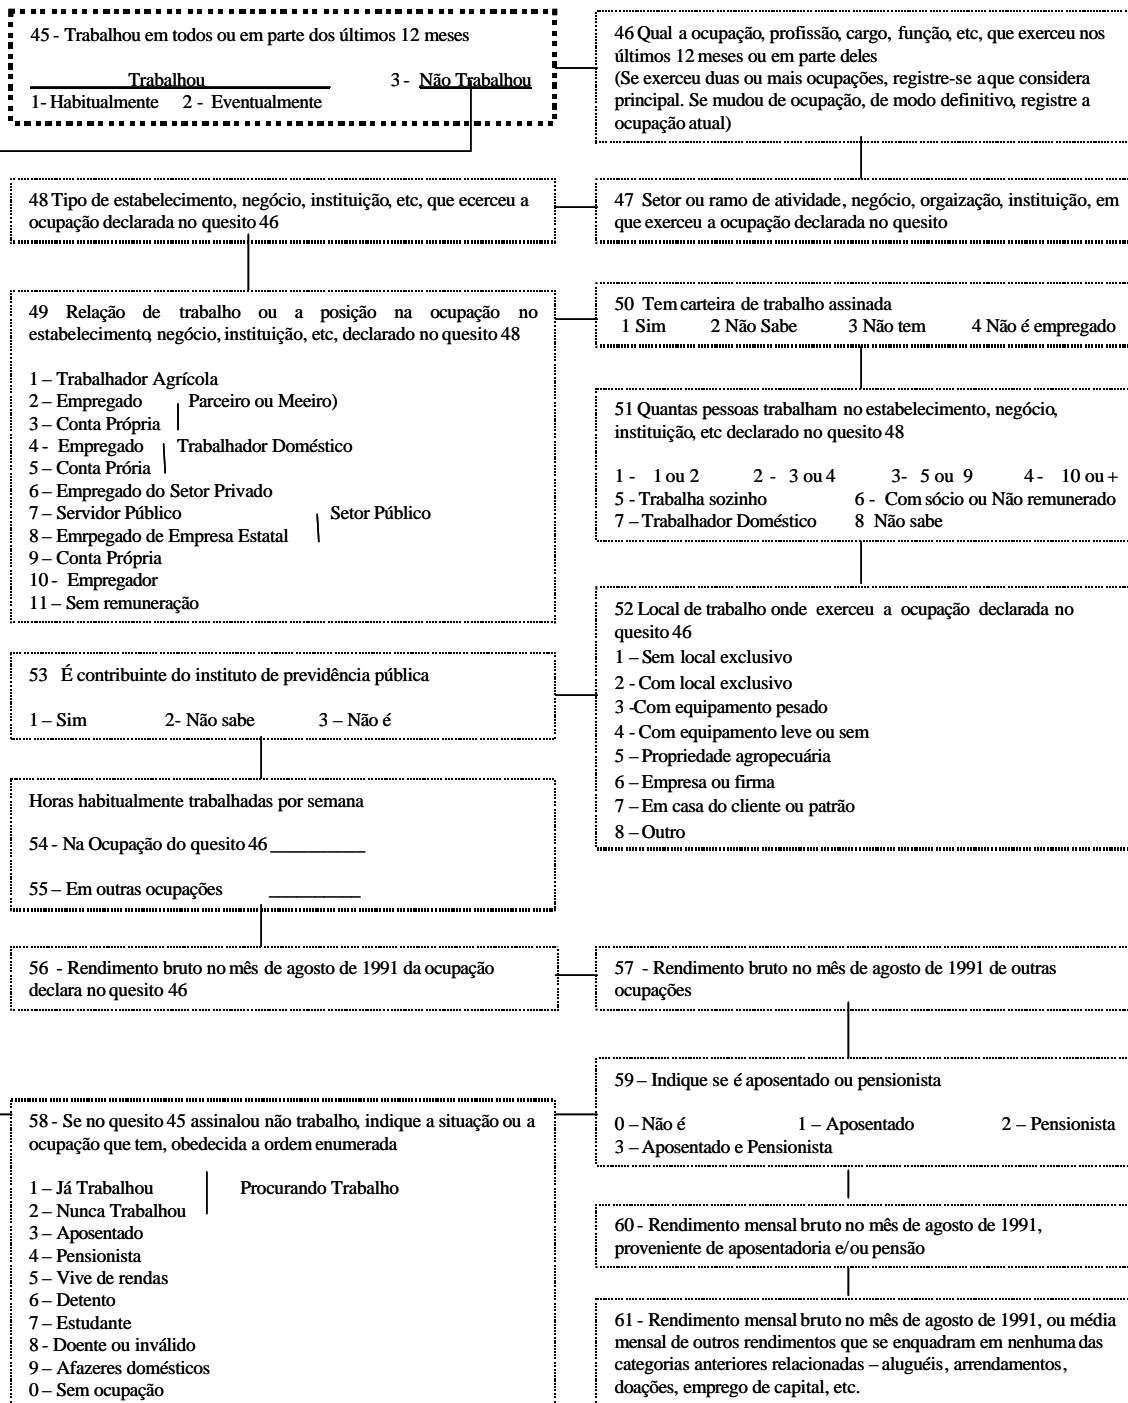 45 - Trabalhou em todos ou em parte dos últimos 12 meses
Trabalhou 3 - Não Trabalhou
1- Habitualmente 2 - Eventualmente
46 Qual a ocupação, profissão, cargo, função, etc, que exerceu nos
últimos 12 meses ou em parte deles
(Se exerceu duas ou mais ocupações, registre-se a que considera
principal. Se mudou de ocupação, de modo definitivo, registre a
ocupação atual)
48 Tipo de estabelecimento, negócio, instituição, etc, que ecerceu a
ocupação declarada no quesito 46
47 Setor ou ramo de atividade, negócio, orgaização, instituição, em
que exerceu a ocupação declarada no quesito
49 Relação de trabalho ou a posição na ocupação no
estabelecimento, negócio, instituição, etc, declarado no quesito 48
1 – Trabalhador Agrícola
2 – Empregado Parceiro ou Meeiro)
3 – Conta Própria
4 - Empregado Trabalhador Doméstico
5 – Conta Prória
6 – Empregado do Setor Privado
7 – Servidor Público Setor Público
8 – Emrpegado de Empresa Estatal
9 – Conta Própria
10 - Empregador
11 – Sem remuneração
50 Tem carteira de trabalho assinada
1 Sim 2 Não Sabe 3 Não tem 4 Não é empregado
51 Quantas pessoas trabalham no estabelecimento, negócio,
instituição, etc declarado no quesito 48
1 - 1 ou 2 2 - 3 ou 4 3- 5 ou 9 4 - 10 ou +
5 - Trabalha sozinho 6 - Com sócio ou Não remunerado
7 – Trabalhador Doméstico 8 Não sabe
52 Local de trabalho onde exerceu a ocupação declarada no
quesito 46
1 – Sem local exclusivo
2 - Com local exclusivo
3 -Com equipamento pesado
4 - Com equipamento leve ou sem
5 – Propriedade agropecuária
6 – Empresa ou firma
7 – Em casa do cliente ou patrão
8 – Outro
53 É contribuinte do instituto de previdência pública
1 – Sim 2- Não sabe 3 – Não é
Horas habitualmente trabalhadas por semana
54 - Na Ocupação do quesito 46 __________
55 – Em outras ocupações __________
56 - Rendimento bruto no mês de agosto de 1991 da ocupação
declara no quesito 46
57 - Rendimento bruto no mês de agosto de 1991 de outras
ocupações
58 - Se no quesito 45 assinalou não trabalho, indique a situação ou a
ocupação que tem, obedecida a ordem enumerada
1 – Já Trabalhou Procurando Trabalho
2 – Nunca Trabalhou
3 – Aposentado
4 – Pensionista
5 – Vive de rendas
6 – Detento
7 – Estudante
8 - Doente ou inválido
9 – Afazeres domésticos
0 – Sem ocupação
59 – Indique se é aposentado ou pensionista
0 – Não é 1 – Aposentado 2 – Pensionista
3 – Aposentado e Pensionista
60 - Rendimento mensal bruto no mês de agosto de 1991,
proveniente de aposentadoria e/ou pensão
61 - Rendimento mensal bruto no mês de agosto de 1991, ou média
mensal de outros rendimentos que se enquadram em nenhuma das
categorias anteriores relacionadas – aluguéis, arrendamentos,
doações, emprego de capital, etc.